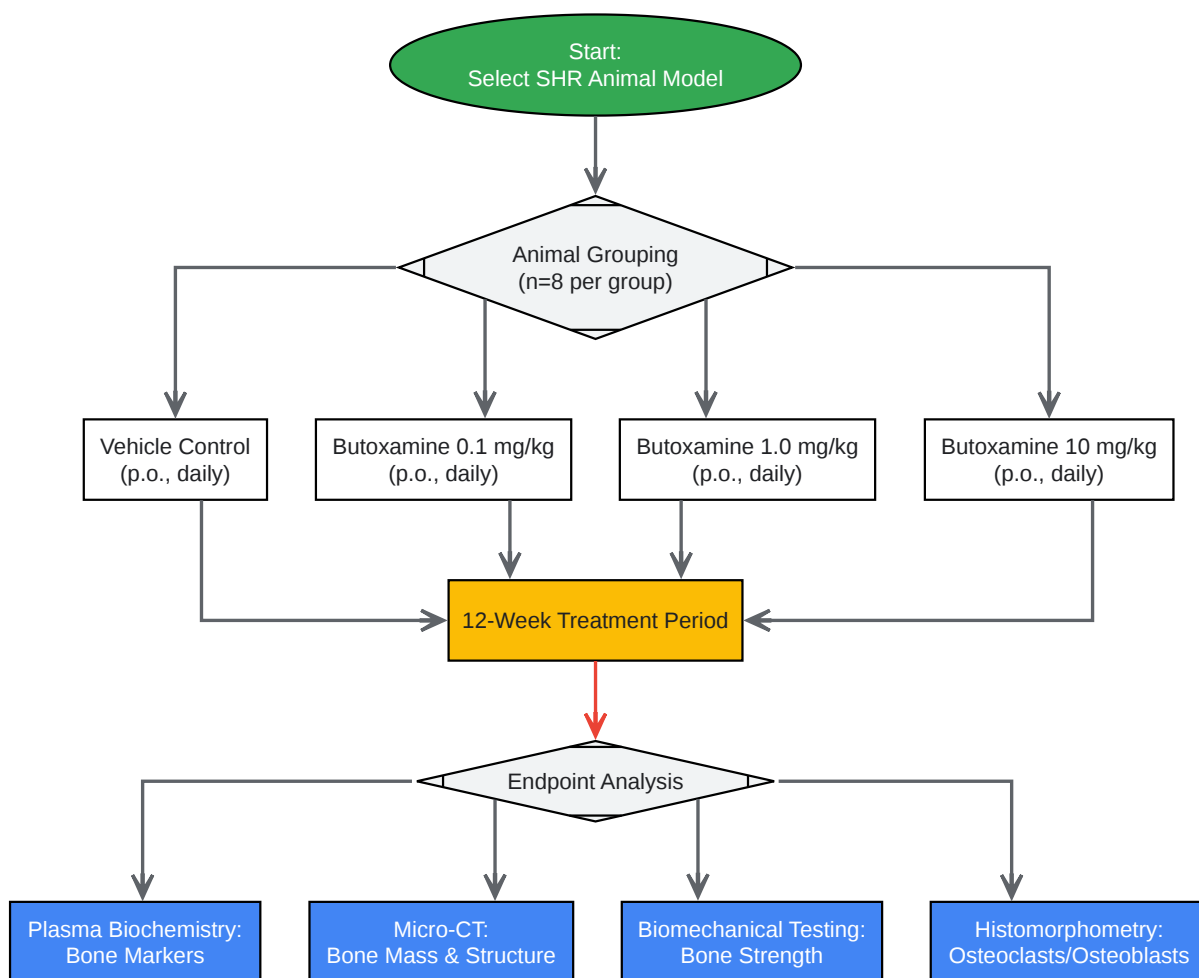 Start:
Select SHR Animal Model
Animal Grouping
(n=8 per group)
Vehicle Control
(p.o., daily)
Butoxamine 0.1 mg/kg
(p.o., daily)
Butoxamine 1.0 mg/kg
(p.o., daily)
Butoxamine 10 mg/kg
(p.o., daily)
12-Week Treatment Period
Endpoint Analysis
Plasma Biochemistry:
Bone Markers
Micro-CT:
Bone Mass & Structure
Biomechanical Testing:
Bone Strength
Histomorphometry:
Osteoclasts/Osteoblasts